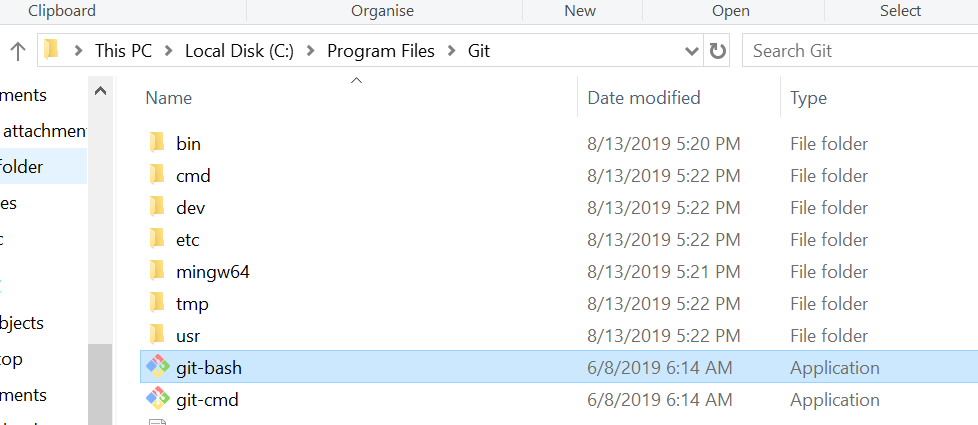 Clipboard Organise New Open Select
This PC > Local Disk (C:) > Program Files > Git Search Git
Name Date modified Type
ments
attachmen
folder
es
c
bjects
top
ments
bin 8/13/2019 5:20 PM File folder
cmd 8/13/2019 5:22 PM File folder
dev 8/13/2019 5:22 PM File folder
etc 8/13/2019 5:22 PM File folder
mingw64 8/13/2019 5:21 PM File folder
tmp 8/13/2019 5:22 PM File folder
usr 8/13/2019 5:22 PM File folder
git-bash 6/8/2019 6:14 AM Application
git-cmd 6/8/2019 6:14 AM Application